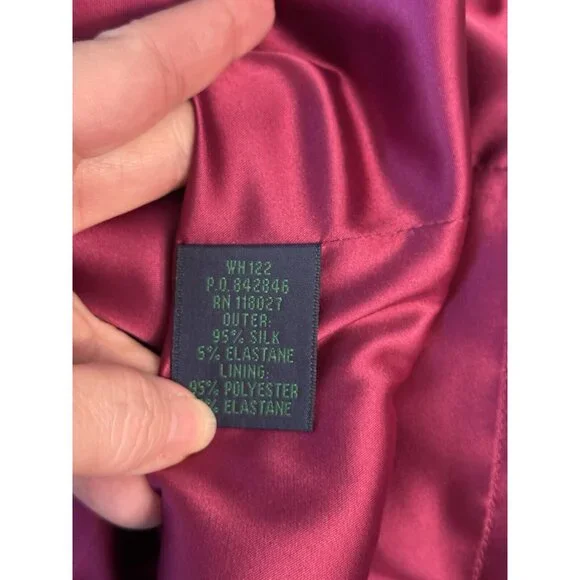 WH122
P.O. 842846
RN 118027
OUTER:
95% SILK
5% ELASTANE
LINING:
95% POLYESTER
% ELASTANE